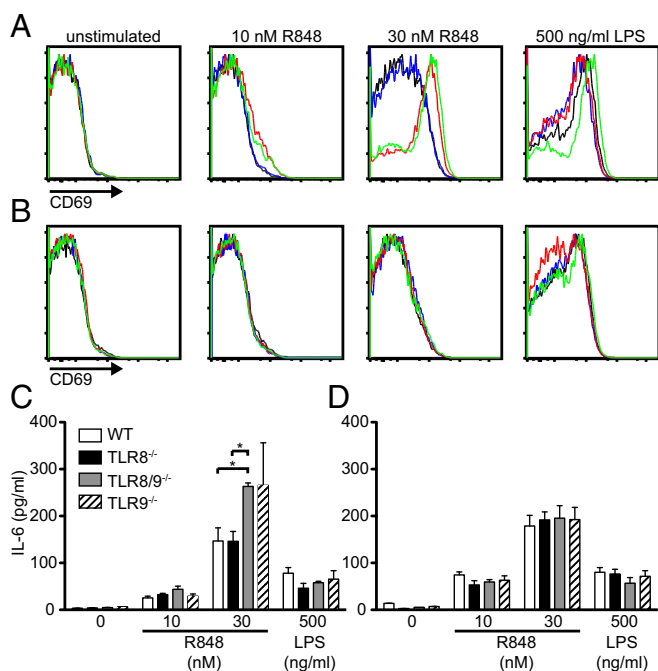 A
unstimulated
10 nM R848
30 nM R848
500 ng/ml LPS
CD69
B
CD69
C
D
IL-6 (pg/ml)
400
300
200
100
0
WT
TLR8-/-
TLR8/9-/-
TLR9-/-
*
*
0
10
30
500
R848
(nM)
LPS
(ng/ml)
400
300
200
100
0
0
10
30
500
R848
(nM)
LPS
(ng/ml)